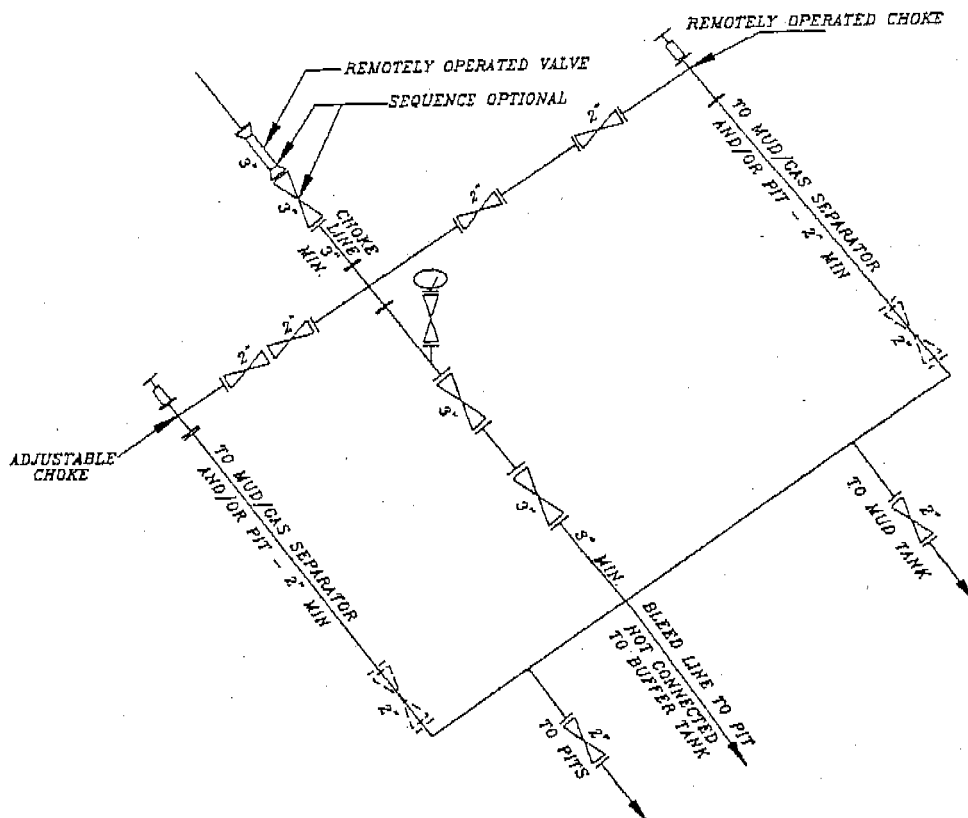 REMOTELY OPERATED CHOKE
REMOTELY OPERATED VALVE
SEQUENCE OPTIONAL
3"
3"
CHOKE
LINE
3"
MIN.
2"
2"
2"
2"
TO MUD/GAS SEPARATOR
AND/OR PIT - 2" MIN
2"
ADJUSTABLE
CHOKE
TO MUD/GAS SEPARATOR
AND/OR PIT - 2" MIN
2"
3"
3"
3" MIN.
2"
TO MUD TANK
BLEED LINE TO PIT
NOT CONNECTED
TO BUFFER TANK
2"
TO PITS